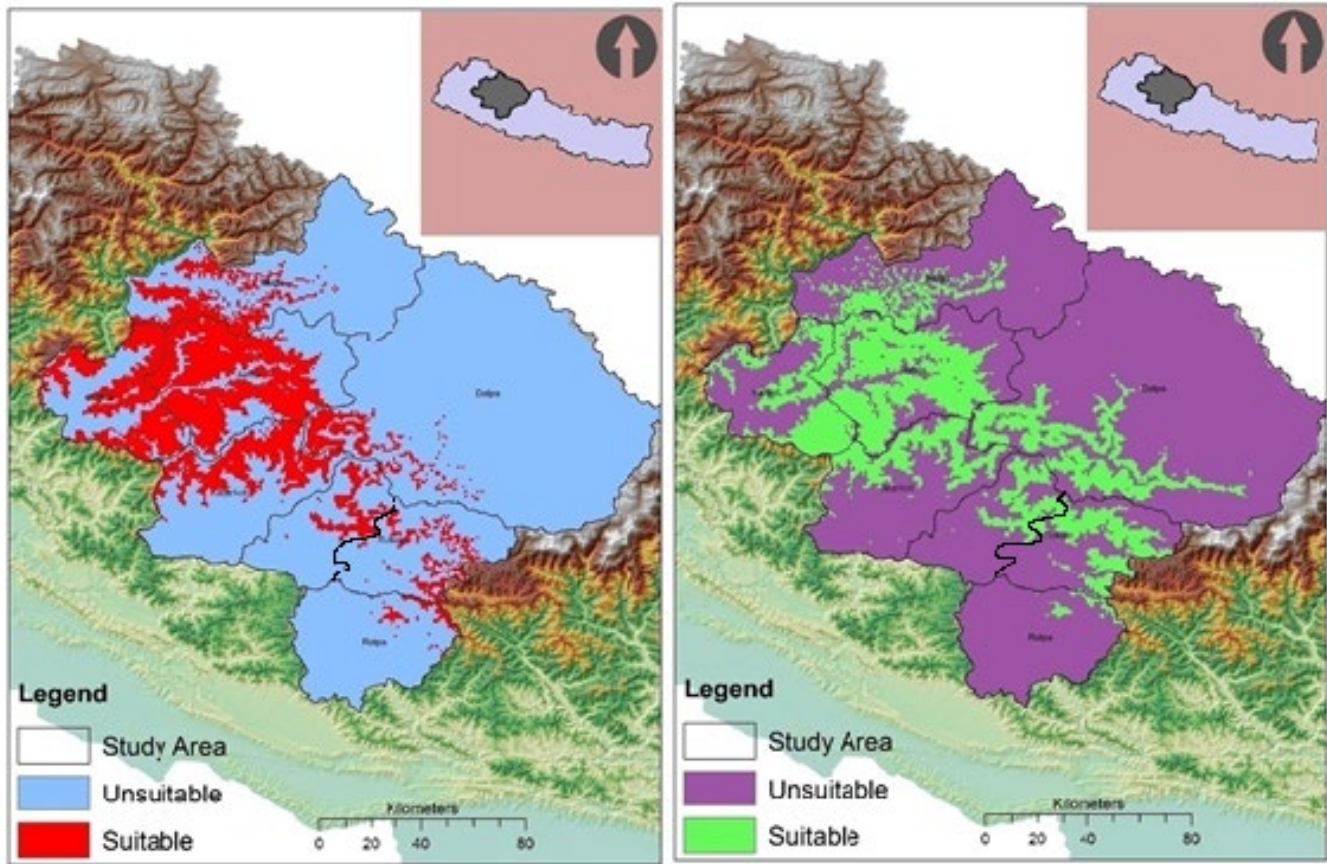 Dolpa
Rolpa
Legend
Study Area
Unsuitable
Suitable
Kilometers
0 20 40 80
Dolpa
Rolpa
Legend
Study Area
Unsuitable
Suitable
Kilometers
0 20 40 80